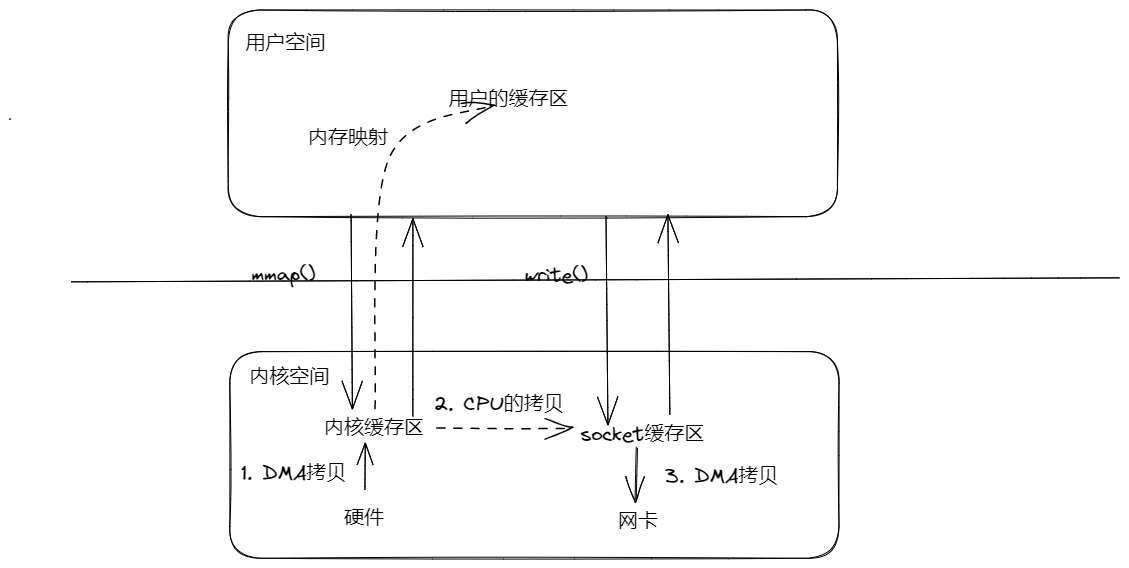 用户空间
用户的缓存区
内存映射
mmap()
write()
内核空间
2. CPU的拷贝
内核缓存区
socket缓存区
1. DMA拷贝
3. DMA拷贝
硬件
网卡